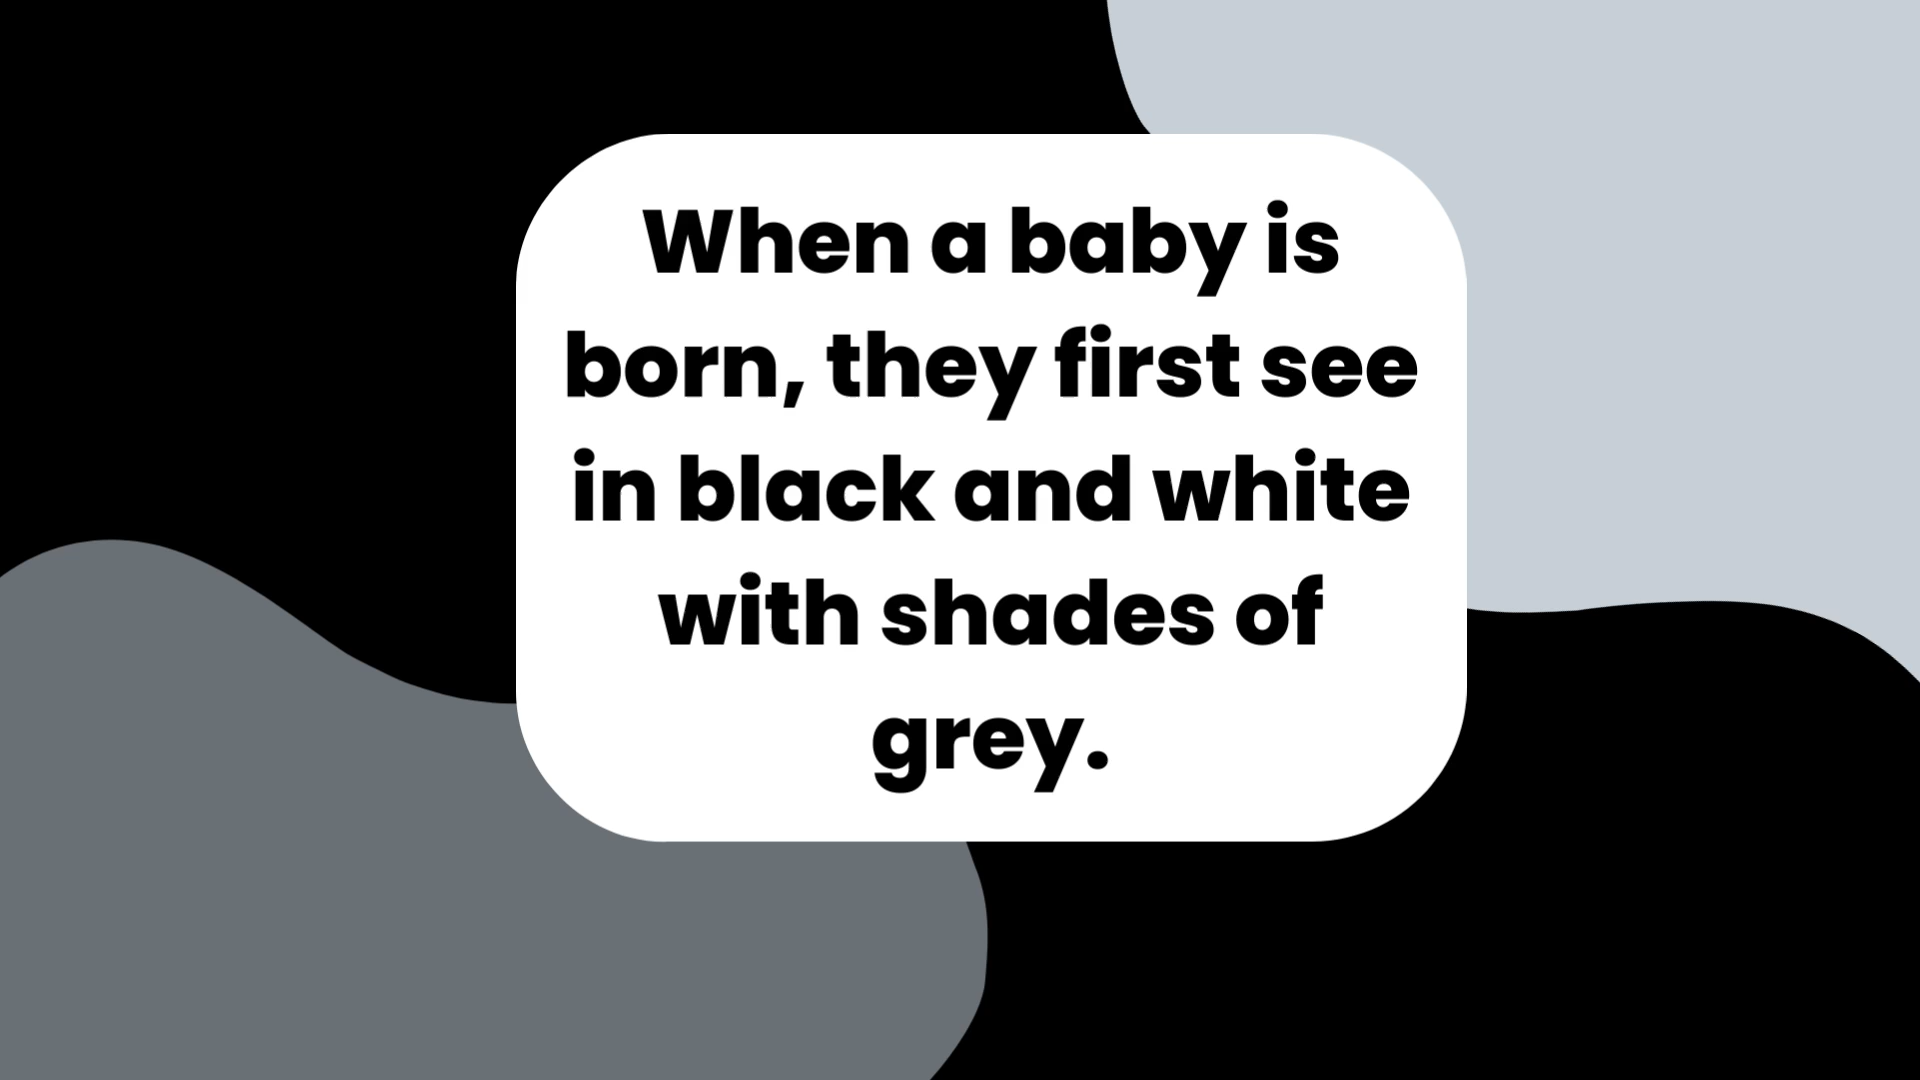 When a baby is
born, they first see
in black and white
with shades of
grey.